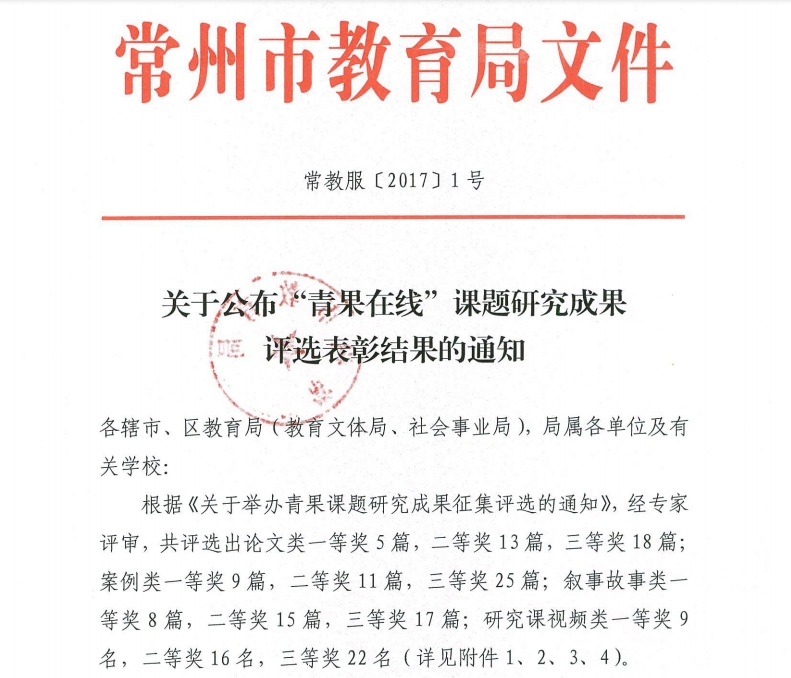 常州市教育局文件
常教服〔2017〕1号
关于公布“青果在线”课题研究成果
评选表彰结果的通知
各辖市、区教育局(教育文体局、社会事业局),局属各单位及有
关学校:
根据《关于举办青果课题研究成果征集评选的通知》,经专家
评审,共评选出论文类一等奖5篇,二等奖13篇,三等奖18篇;
案例类一等奖9篇,二等奖11篇,三等奖25篇;叙事故事类一
等奖8篇,二等奖15篇,三等奖17篇;研究课视频类一等奖9
名,二等奖16名,三等奖22名(详见附件1、2、3、4)。